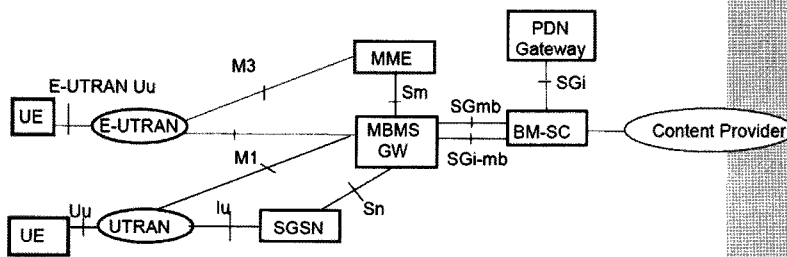 PDN
Gateway
M3
MME
E-UTRAN Uu
Sm
SGmb
SGi
UE
E-UTRAN
MBMS
GW
BM-SC
Content Provider
M1
SGi-mb
Uu
UTRAN
Iu
Sn
UE
SGSN